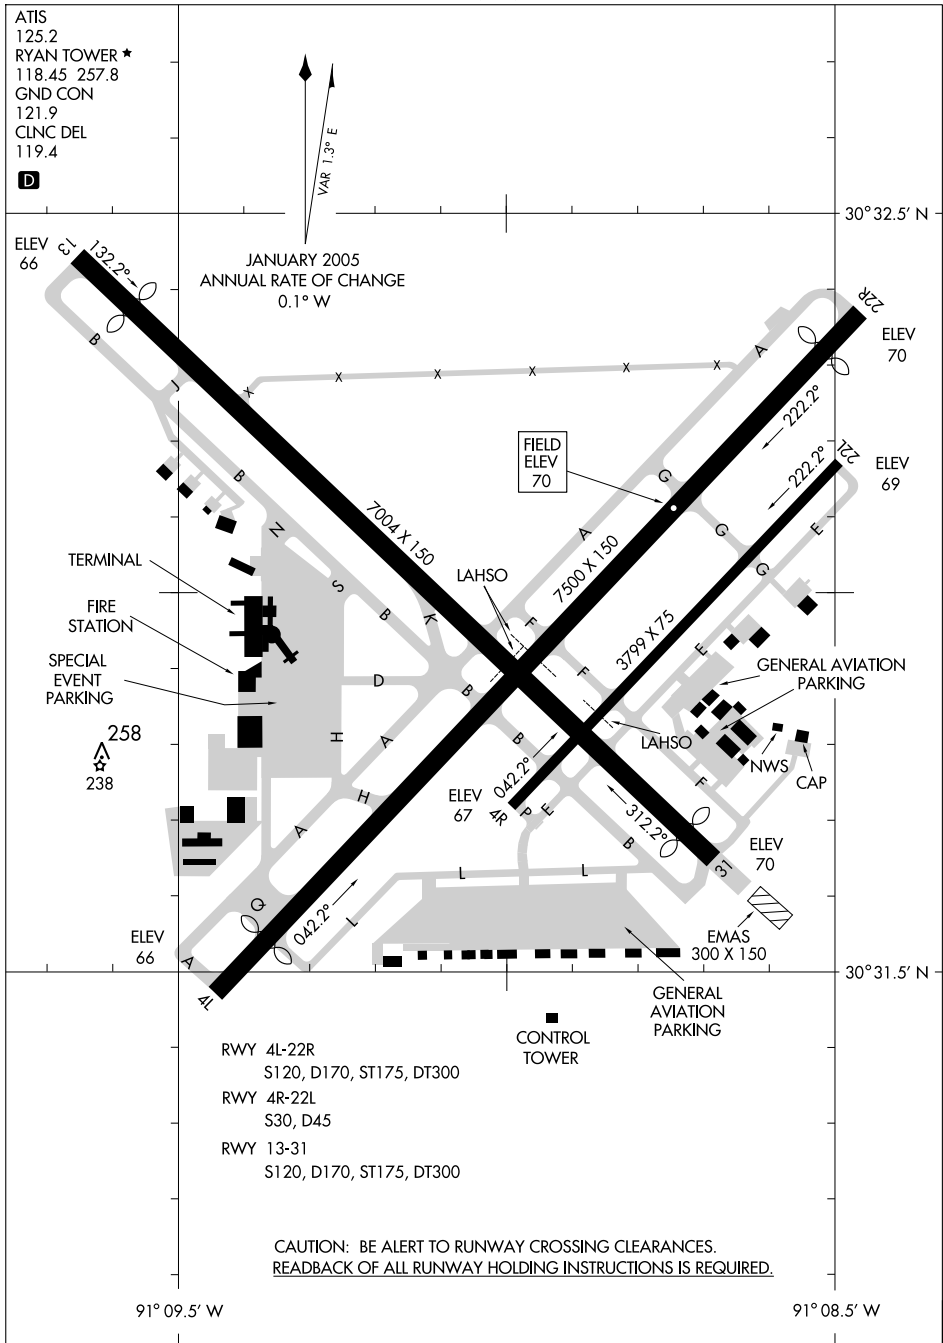 ATIS
125.2
RYAN TOWER ★
118.45 257.8
GND CON
121.9
CLNC DEL
119.4
D
VAR 1.3° E
JANUARY 2005
ANNUAL RATE OF CHANGE
0.1° W
30° 32.5' N
ELEV
66
13
132.2°
22R
ELEV
70
222.2°
B
J
X
X
X
X
X
X
A
FIELD
ELEV
70
G
222.2°
22L
ELEV
69
B
N
7004 X 150
A
7500 X 150
G
E
G
TERMINAL
FIRE
STATION
SPECIAL
EVENT
PARKING
S
B
K
LAHSO
F
3799 X 75
E
GENERAL AVIATION
PARKING
D
B
F
H
A
B
LAHSO
NWS
CAP
258
238
H
042.2°
ELEV
67
4R
P
E
F
312.2°
A
B
ELEV
70
31
L
L
Q
042.2°
L
EMAS
300 X 150
ELEV
66
A
4L
30° 31.5' N
GENERAL
AVIATION
PARKING
CONTROL
TOWER
RWY 4L-22R
S120, D170, ST175, DT300
RWY 4R-22L
S30, D45
RWY 13-31
S120, D170, ST175, DT300
CAUTION: BE ALERT TO RUNWAY CROSSING CLEARANCES.
READBACK OF ALL RUNWAY HOLDING INSTRUCTIONS IS REQUIRED.
91° 09.5' W
91° 08.5' W